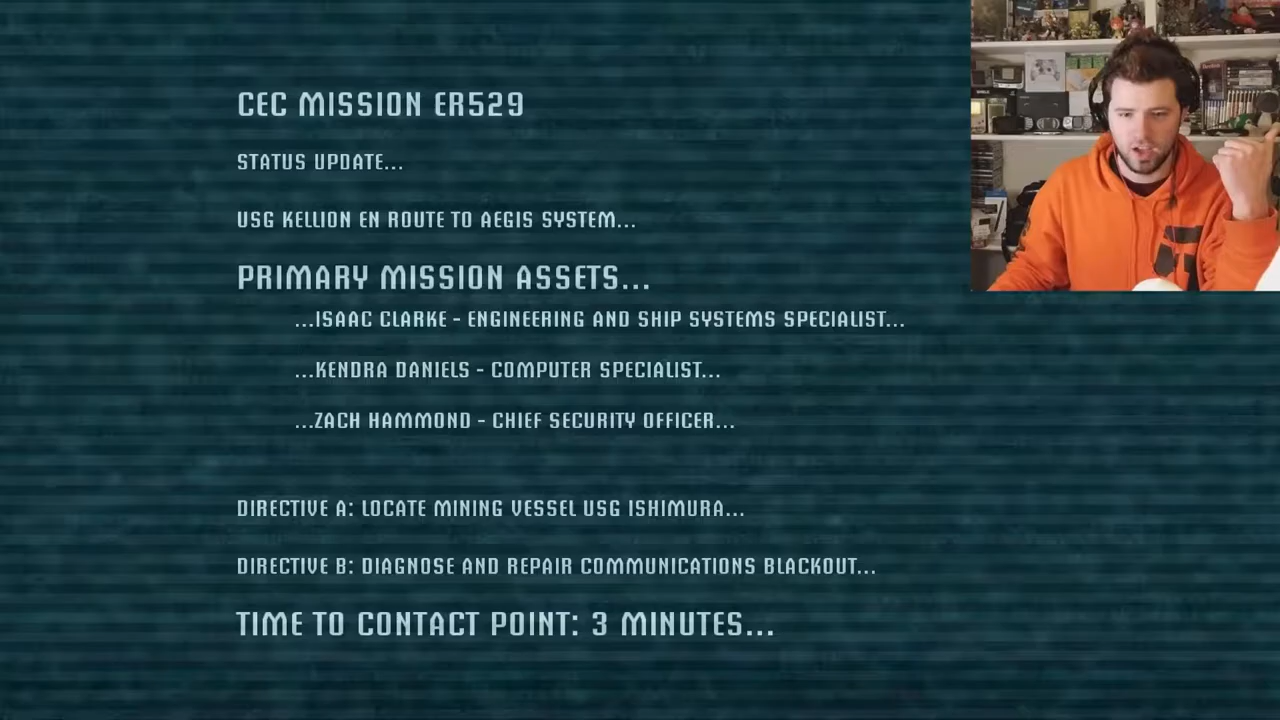 CEC MISSION ER529
STATUS UPDATE...
USG KELLION EN ROUTE TO AEGIS SYSTEM...
PRIMARY MISSION ASSETS...
...ISAAC CLARKE - ENGINEERING AND SHIP SYSTEMS SPECIALIST...
...KENDRA DANIELS - COMPUTER SPECIALIST...
...ZACH HAMMOND - CHIEF SECURITY OFFICER...
DIRECTIVE A: LOCATE MINING VESSEL USG ISHIMURA...
DIRECTIVE B: DIAGNOSE AND REPAIR COMMUNICATIONS BLACKOUT...
TIME TO CONTACT POINT: 3 MINUTES...